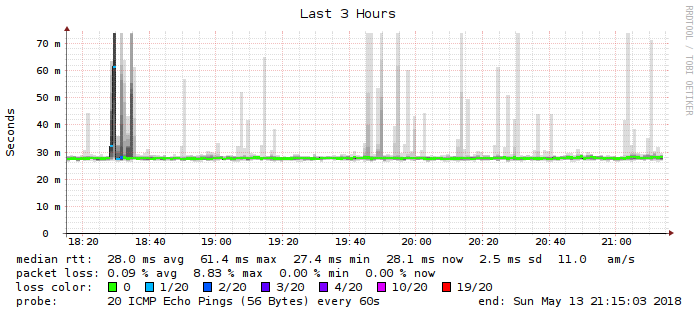 Last 3 Hours
RRDTOOL / TOBI OETIKER
Seconds
70 m
60 m
50 m
40 m
30 m
20 m
10 m
0
18:20 18:40 19:00 19:20 19:40 20:00 20:20 20:40 21:00
median rtt: 28.0 ms avg 61.4 ms max 27.4 ms min 28.1 ms now 2.5 ms sd 11.0 am/s
packet loss: 0.09 % avg 8.83 % max 0.00 % min 0.00 % now
loss color: 0 1/20 2/20 3/20 4/20 10/20 19/20
probe: 20 ICMP Echo Pings (56 Bytes) every 60s end: Sun May 13 21:15:03 2018